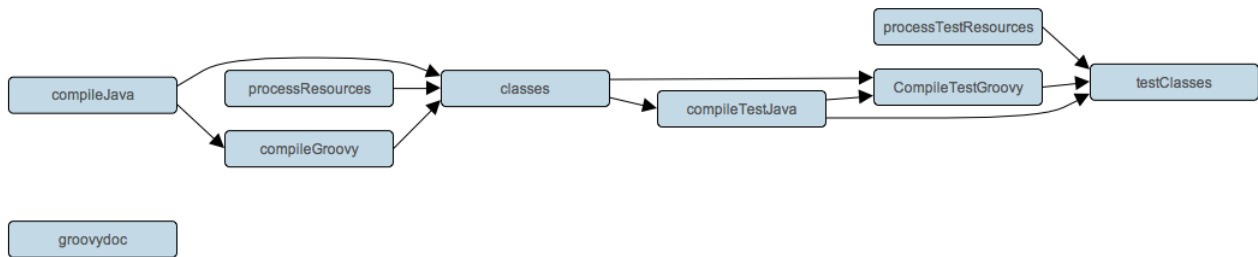 processTestResources
compileJava
processResources
classes
CompileTestGroovy
testClasses
compileTestJava
compileGroovy
groovydoc